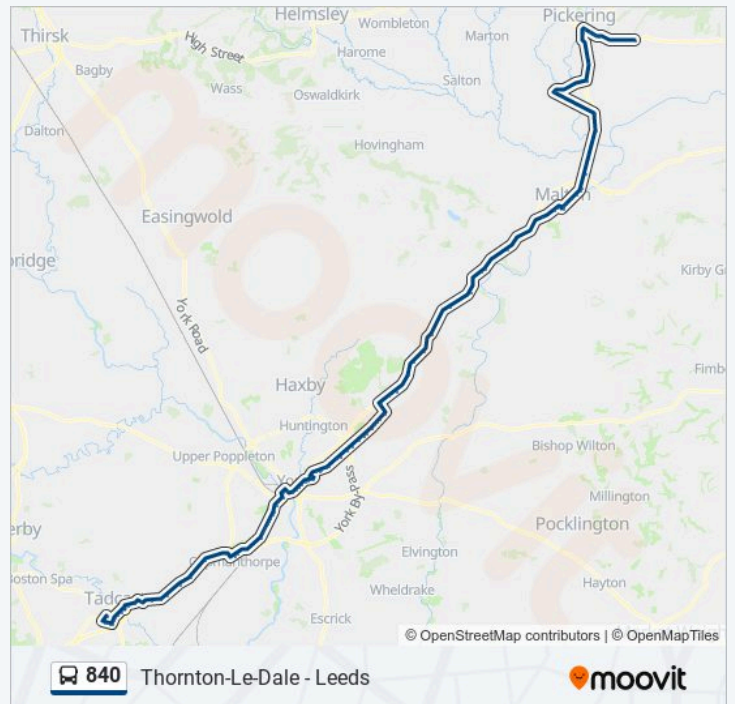 Helmsley
Pickering
Thirsk
Wombleton
High Street
Marton
Harome
Bagby
Salton
Wass
Oswaldkirk
Dalton
Hovingham
Easingwold
York Road
Kirby
Haxby
Huntington
Upper Poppleton
York By-Pass
Bishop Wilton
Millington
Pocklington
Elvington
Boston Spa
Hayton
Wheldrake
Escrick
© OpenStreetMap contributors | © OpenMapTiles
840 Thornton-Le-Dale - Leeds
moovit